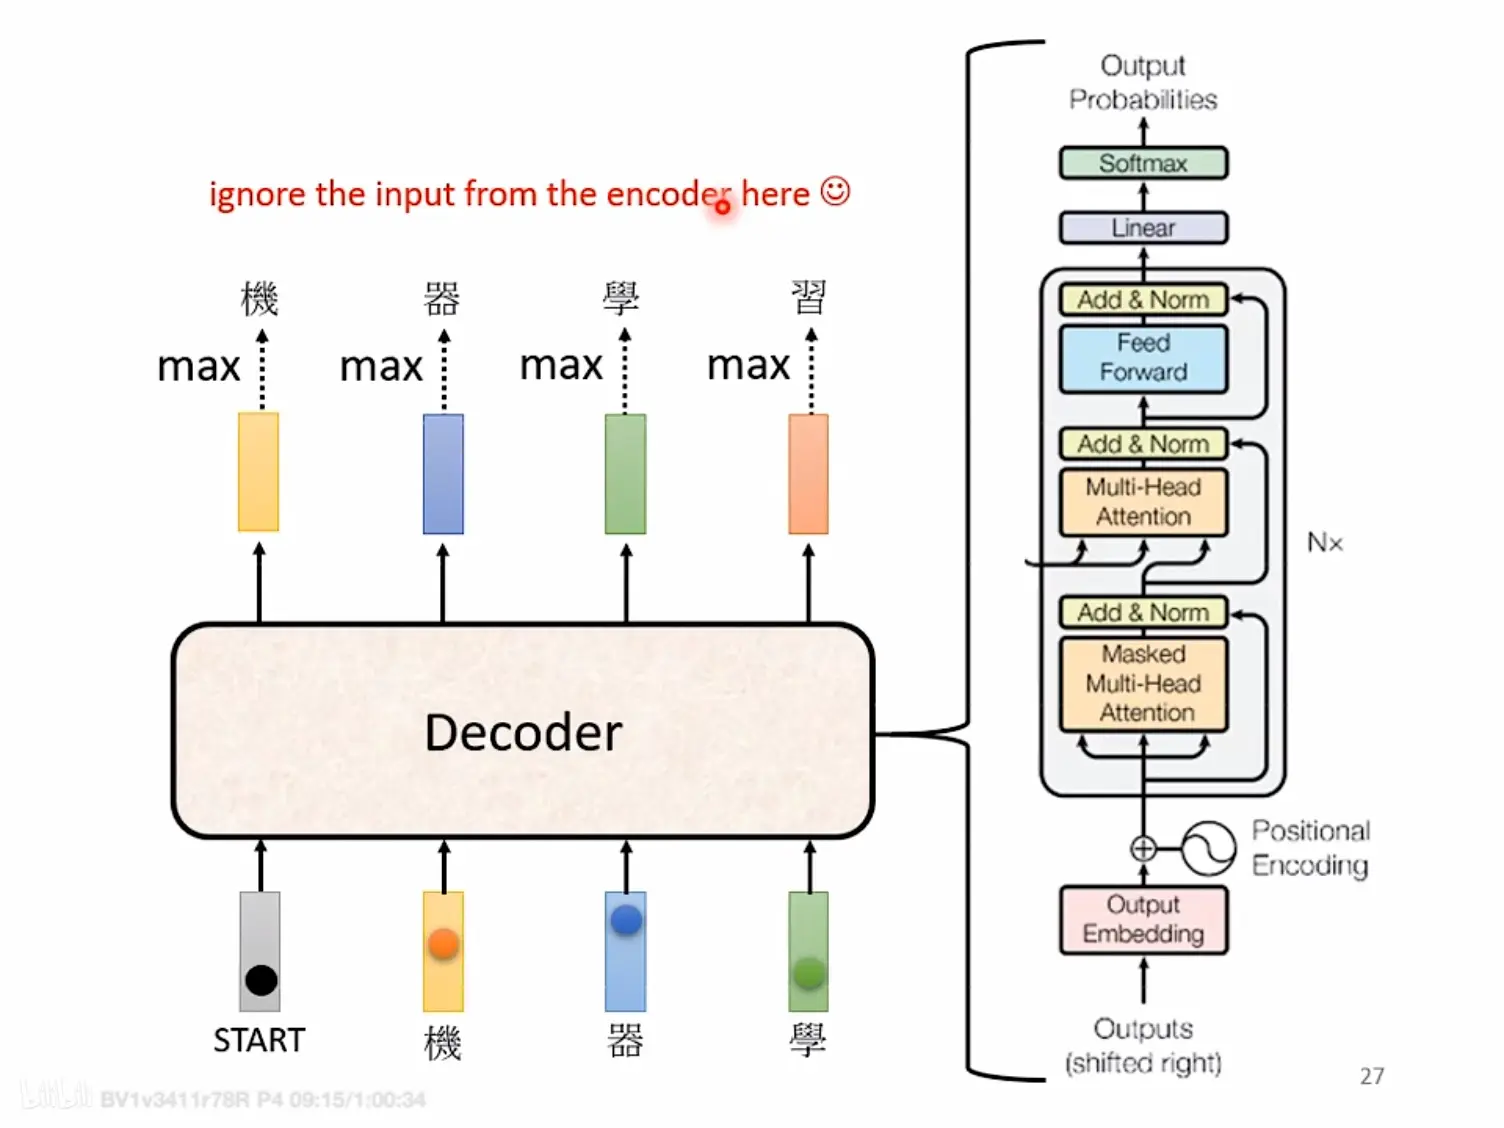 ignore the input from the encoder here ☺
機 器 學 習
max max max max
Decoder
START 機 器 學
Output
Probabilities
Softmax
Linear
Add & Norm
Feed
Forward
Add & Norm
Multi-Head
Attention
N×
Add & Norm
Masked
Multi-Head
Attention
Positional
Encoding
Output
Embedding
Outputs
(shifted right)
27
bilibili BV1v3411r78R P4 09:15/1:00:34